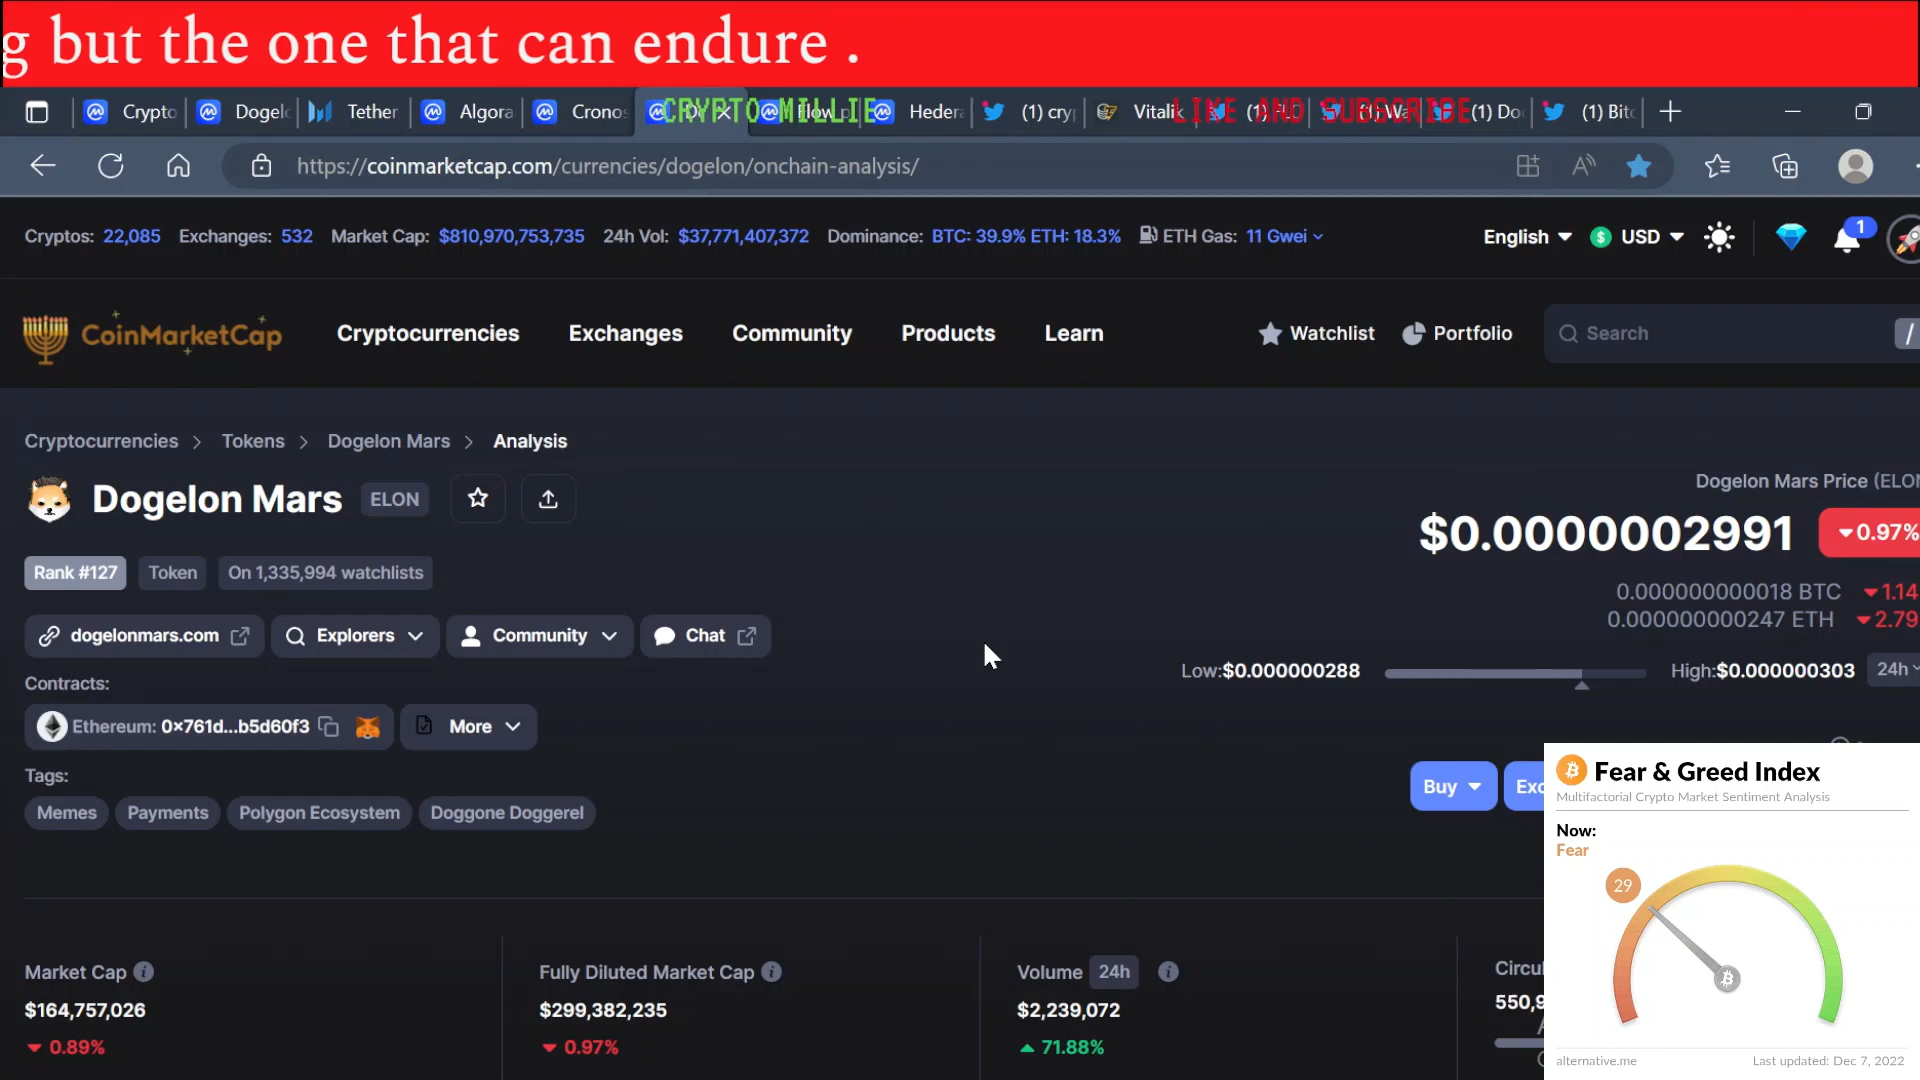 g but the one that can endure .
Crypto
Dogel
Tether
Algora
Cronos
CRYPTO MILLIE
Hedera
(1) cry
Vitalik
LIKE AND SUBSCRIBE
(1) Do
(1) Bit
https://coinmarketcap.com/currencies/dogelon/onchain-analysis/
Cryptos: 22,085 Exchanges: 532 Market Cap: $810,970,753,735 24h Vol: $37,771,407,372 Dominance: BTC: 39.9% ETH: 18.3% ETH Gas: 11 Gwei
English USD 1
CoinMarketCap Cryptocurrencies Exchanges Community Products Learn Watchlist Portfolio Search /
Cryptocurrencies > Tokens > Dogelon Mars > Analysis
Dogelon Mars ELON
Rank #127 Token On 1,335,994 watchlists
dogelonmars.com Explorers Community Chat
Contracts:
Ethereum: 0x761d...b5d60f3 More
Tags:
Memes Payments Polygon Ecosystem Doggone Doggerel
Dogelon Mars Price (ELON
$0.0000002991 0.97%
0.000000000018 BTC 1.14
0.000000000247 ETH 2.79
Low:$0.000000288 High:$0.000000303 24h
Buy Exc
Market Cap
$164,757,026
0.89%
Fully Diluted Market Cap
$299,382,235
0.97%
Volume 24h
$2,239,072
71.88%
Circul
550,9
Fear & Greed Index
Multifactorial Crypto Market Sentiment Analysis
Now:
Fear
29
alternative.me Last updated: Dec 7, 2022